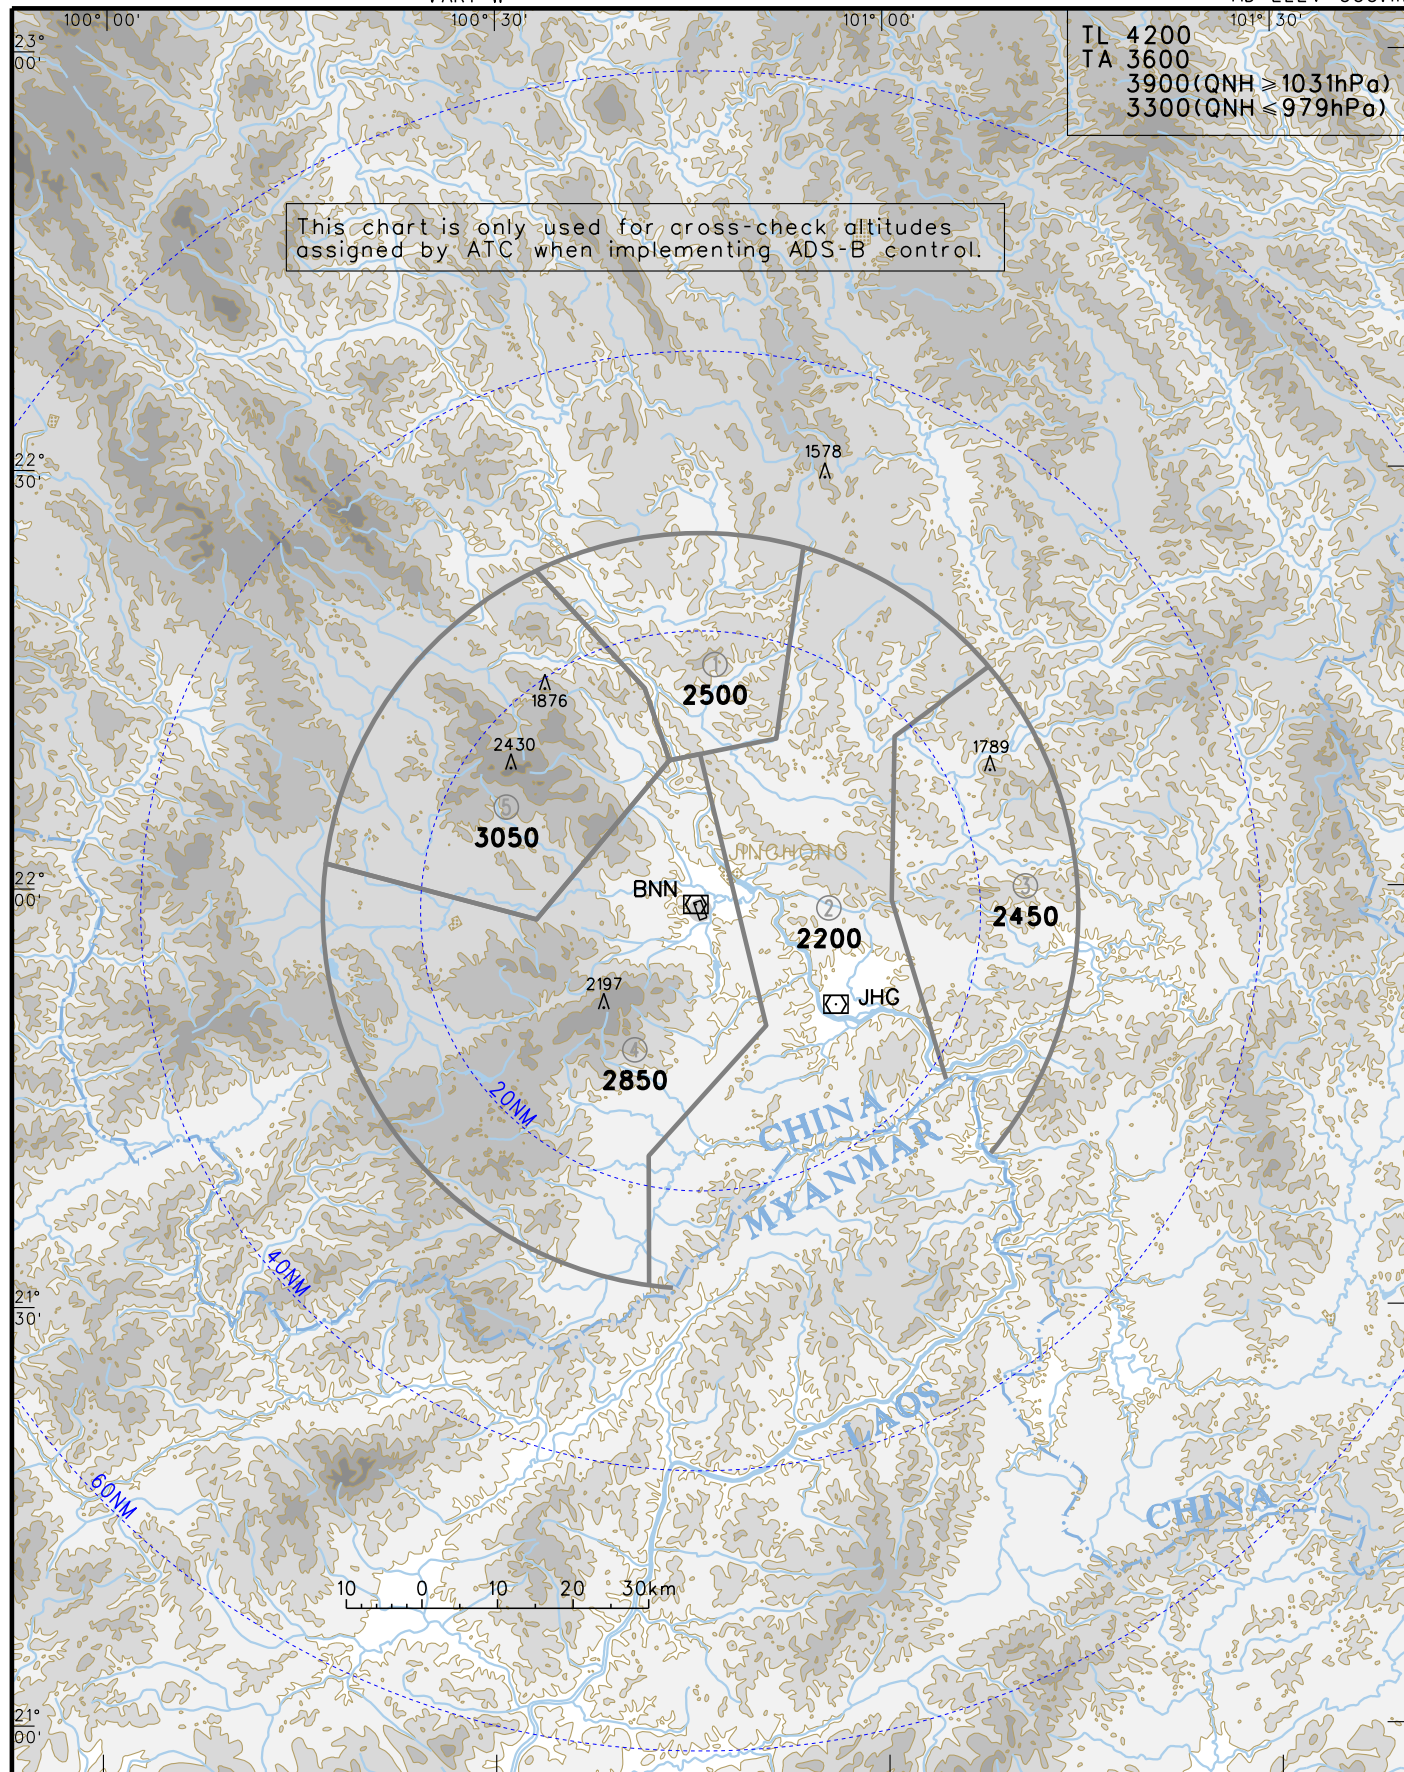 100°00'
100°30'
101°00'
101°30'
23°
00'
TL 4200
TA 3600
3900(QNH ≥ 1031hPa)
3300(QNH ≤ 979hPa)
This chart is only used for cross-check altitudes
assigned by ATC when implementing ADS-B control.
1578
22°
30'
①
2500
1876
2430
1789
⑤
3050
JINGHONG
22°
00'
BNN
②
2200
③
2450
2197
JHG
④
2850
20NM
CHINA
MYANMAR
40NM
21°
30'
LAOS
60NM
CHINA
10 0 10 20 30km
21°
00'